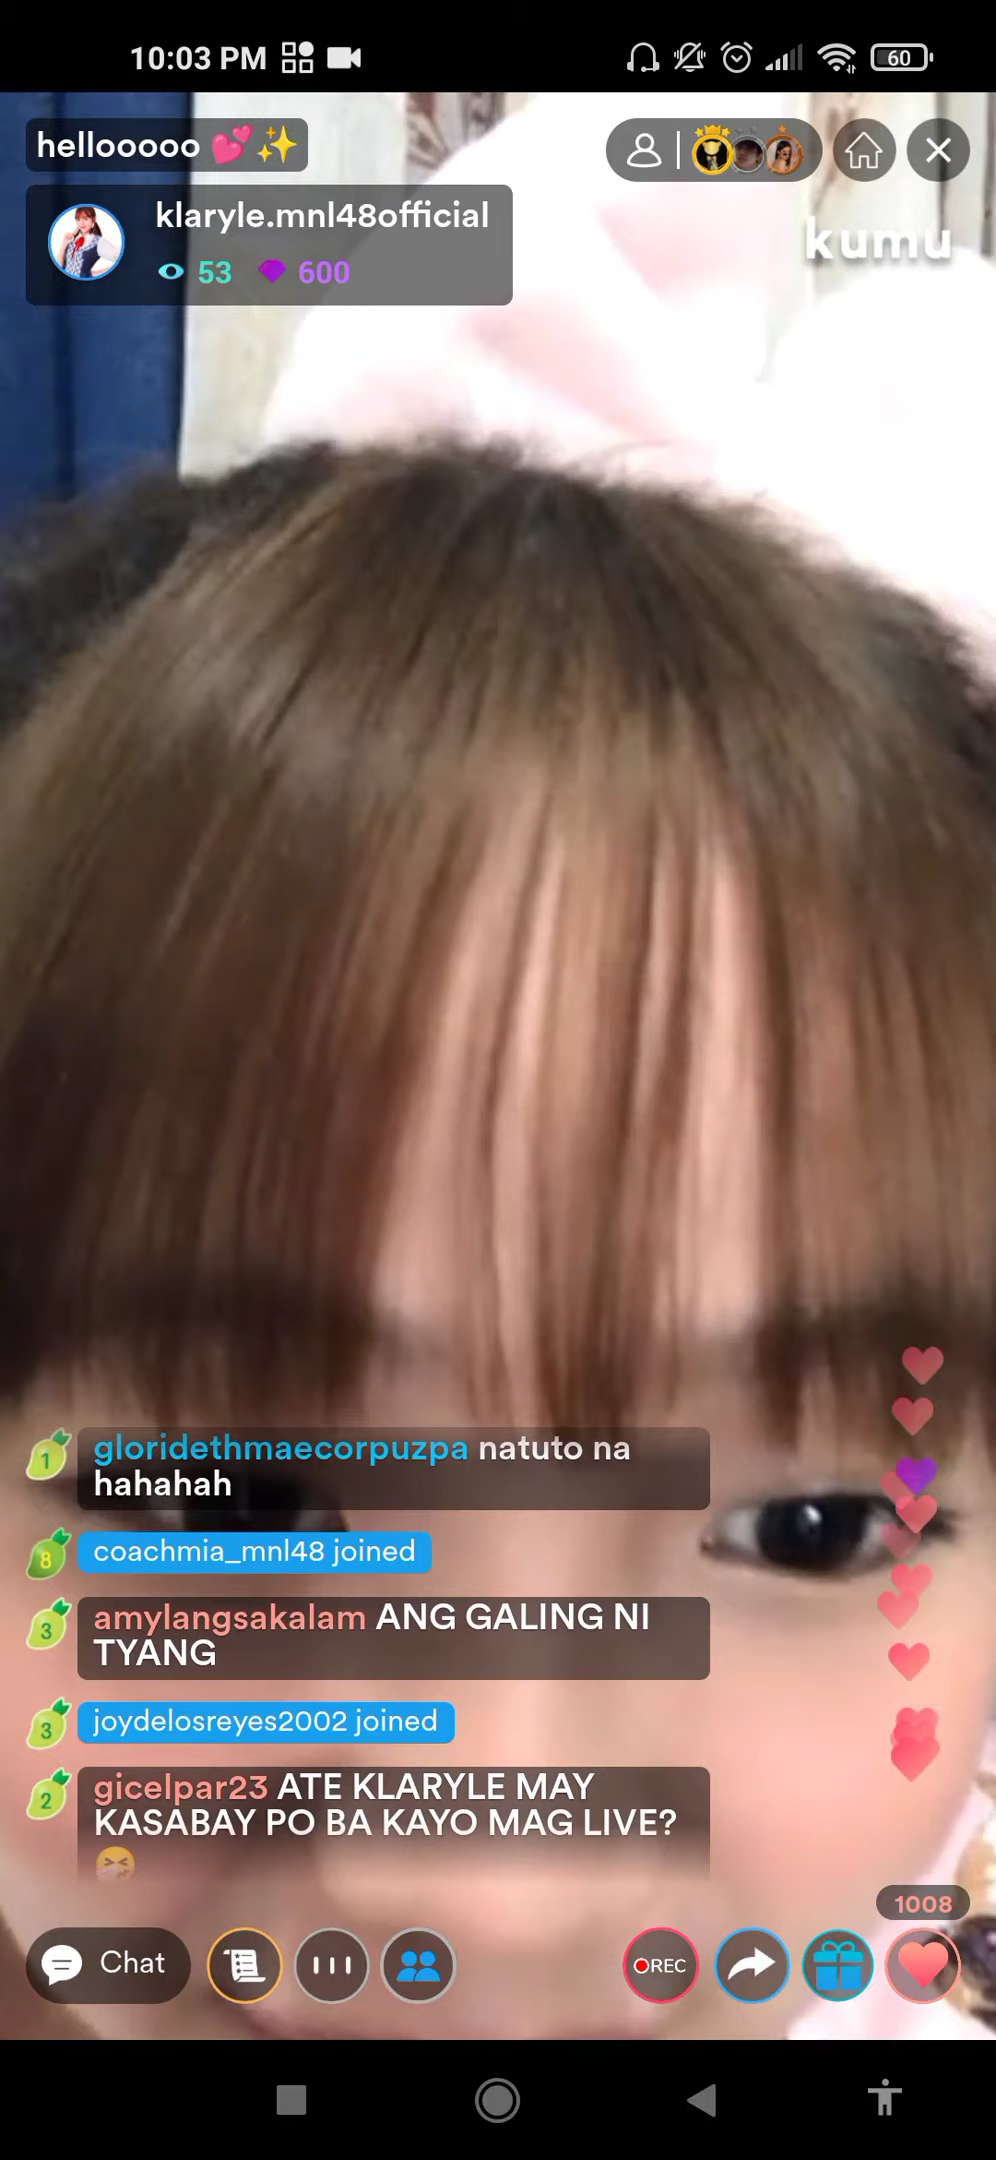 10:03 PM
60
hellooooo 💕✨
klaryle.mnl48official
53 600
kumu
1
gloridethmaecorpuzpa natuto na
hahahah
8
coachmia_mnl48 joined
3
amylangsakalam ANG GALING NI
TYANG
3
joydelosreyes2002 joined
2
gicelpar23 ATE KLARYLE MAY
KASABAY PO BA KAYO MAG LIVE?
1008
Chat
REC